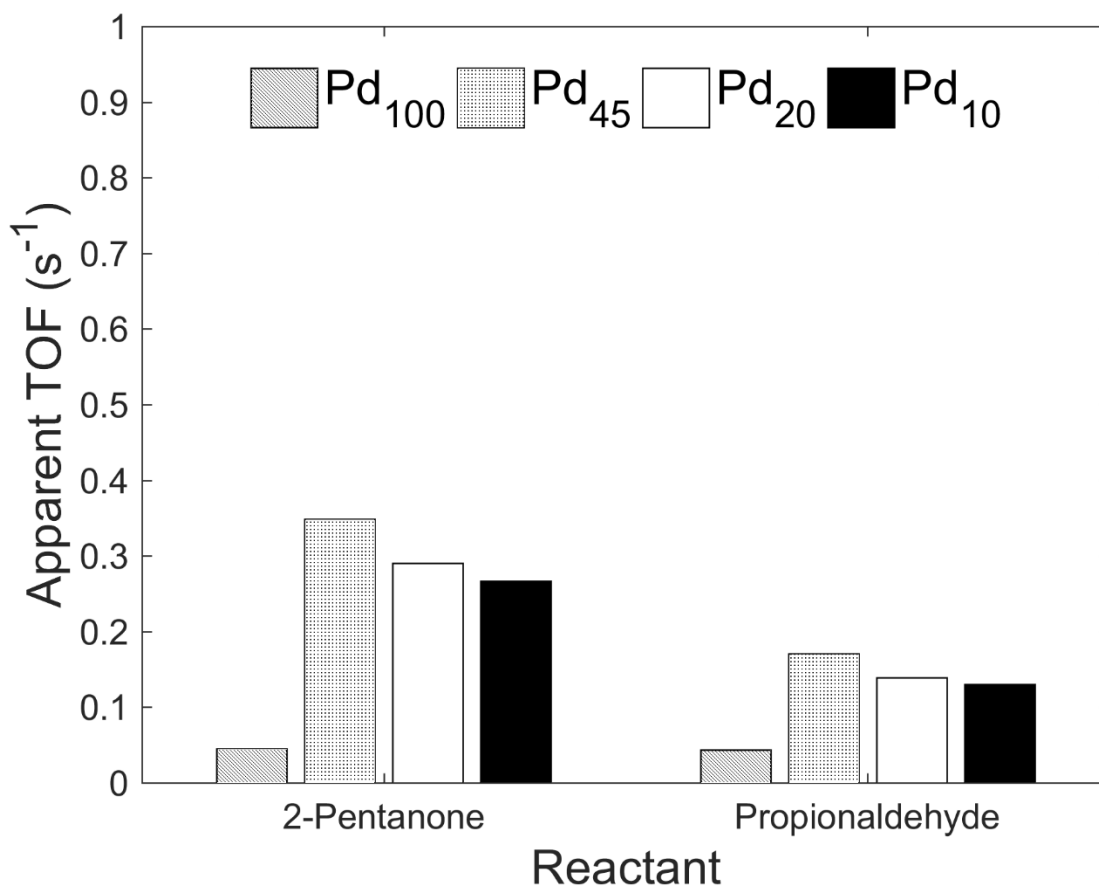 Pd100 Pd45 Pd20 Pd10
1
0.9
0.8
0.7
0.6
0.5
0.4
0.3
0.2
0.1
0
Apparent TOF (s-1)
2-Pentanone Propionaldehyde
Reactant